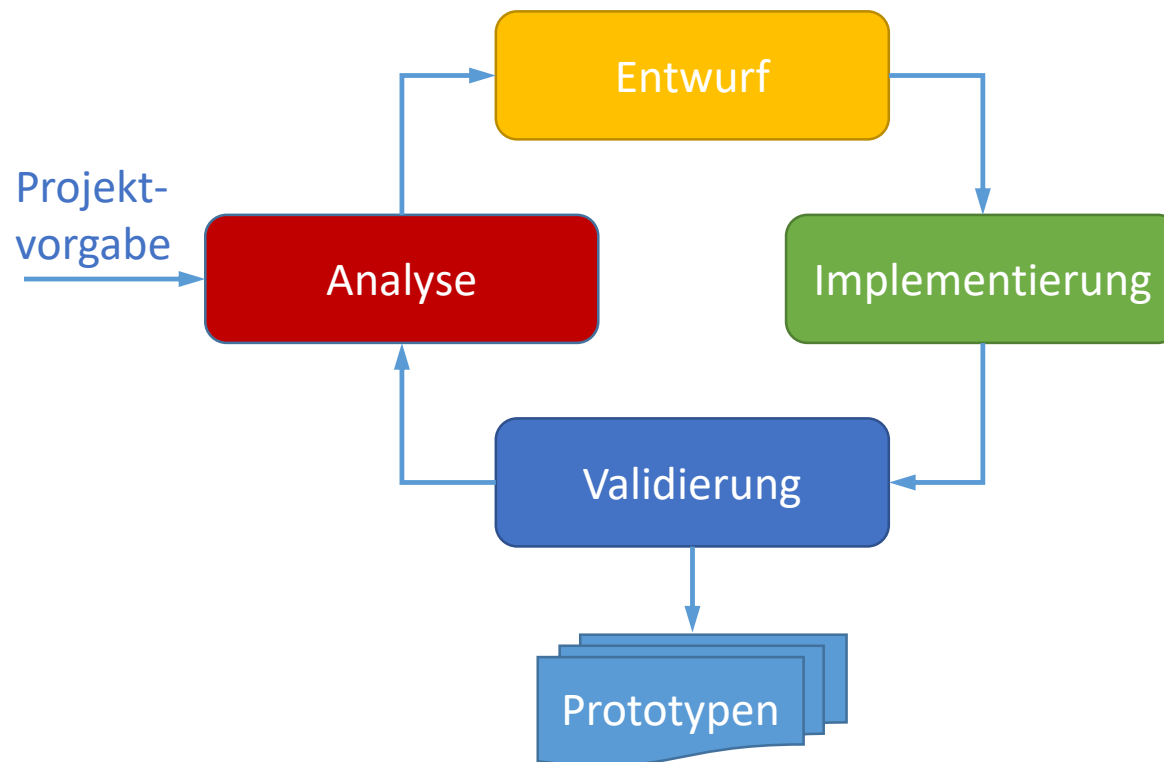 Entwurf
Projekt-
vorgabe
Analyse
Implementierung
Validierung
Prototypen